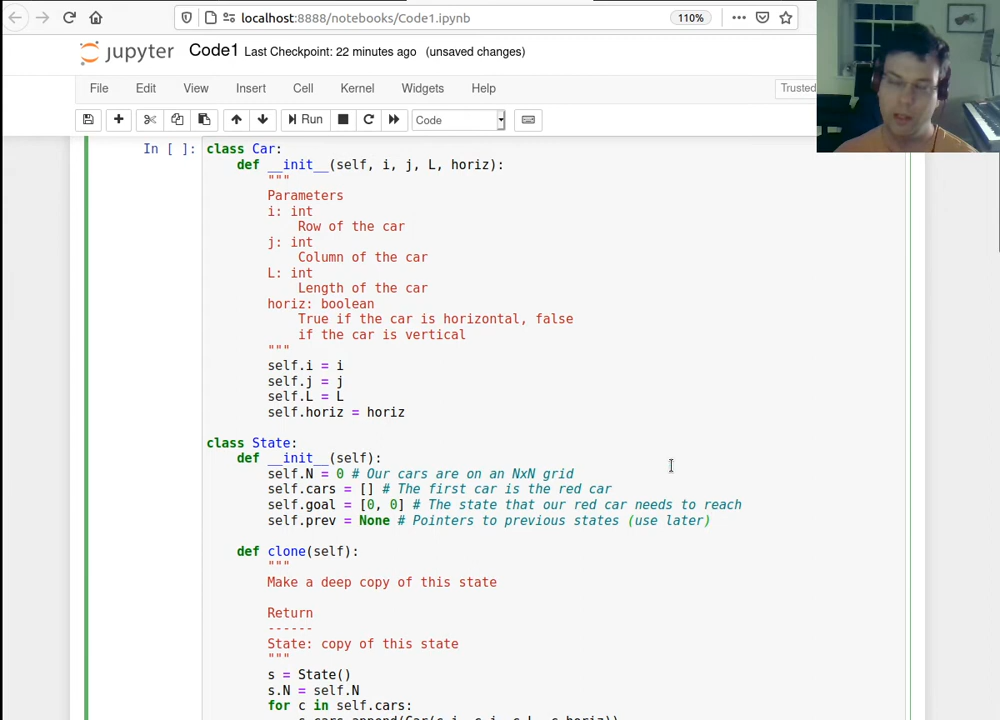 localhost:8888/notebooks/Code1.ipynb
110%
jupyter Code1 Last Checkpoint: 22 minutes ago (unsaved changes)
File Edit View Insert Cell Kernel Widgets Help
Trusted
Run
Code
In [ ]:
class Car:
    def __init__(self, i, j, L, horiz):
        """
        Parameters
        i: int
            Row of the car
        j: int
            Column of the car
        L: int
            Length of the car
        horiz: boolean
            True if the car is horizontal, false
            if the car is vertical
        """
        self.i = i
        self.j = j
        self.L = L
        self.horiz = horiz
class State:
    def __init__(self):
        self.N = 0 # Our cars are on an NxN grid
        self.cars = [] # The first car is the red car
        self.goal = [0, 0] # The state that our red car needs to reach
        self.prev = None # Pointers to previous states (use later)
    def clone(self):
        """
        Make a deep copy of this state
        Return
        ------
        State: copy of this state
        """
        s = State()
        s.N = self.N
        for c in self.cars:
            s.cars.append(Car(c.i, c.j, c.L, c.horiz))